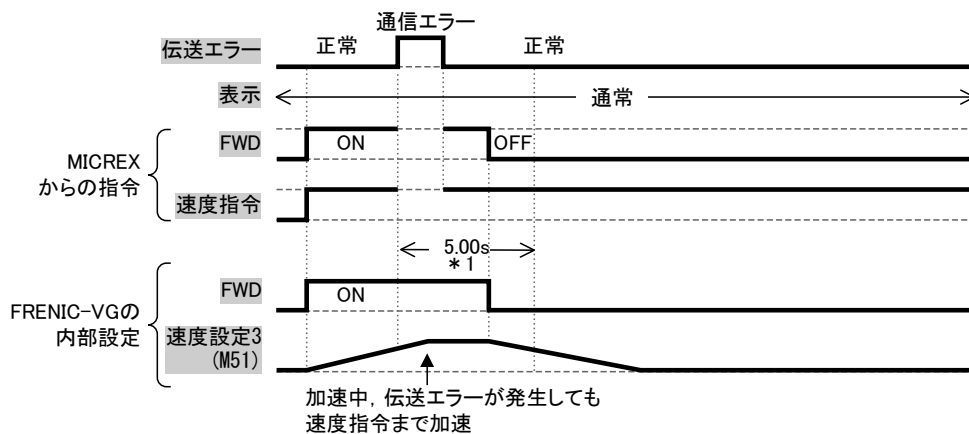 通信エラー
伝送エラー 正常 正常
表示 通常
MICREX
からの指令
FWD ON OFF
速度指令
5.00s
*1
FRENIC-VGの
内部設定
FWD ON
速度設定3
(M51)
加速中，伝送エラーが発生しても
速度指令まで加速